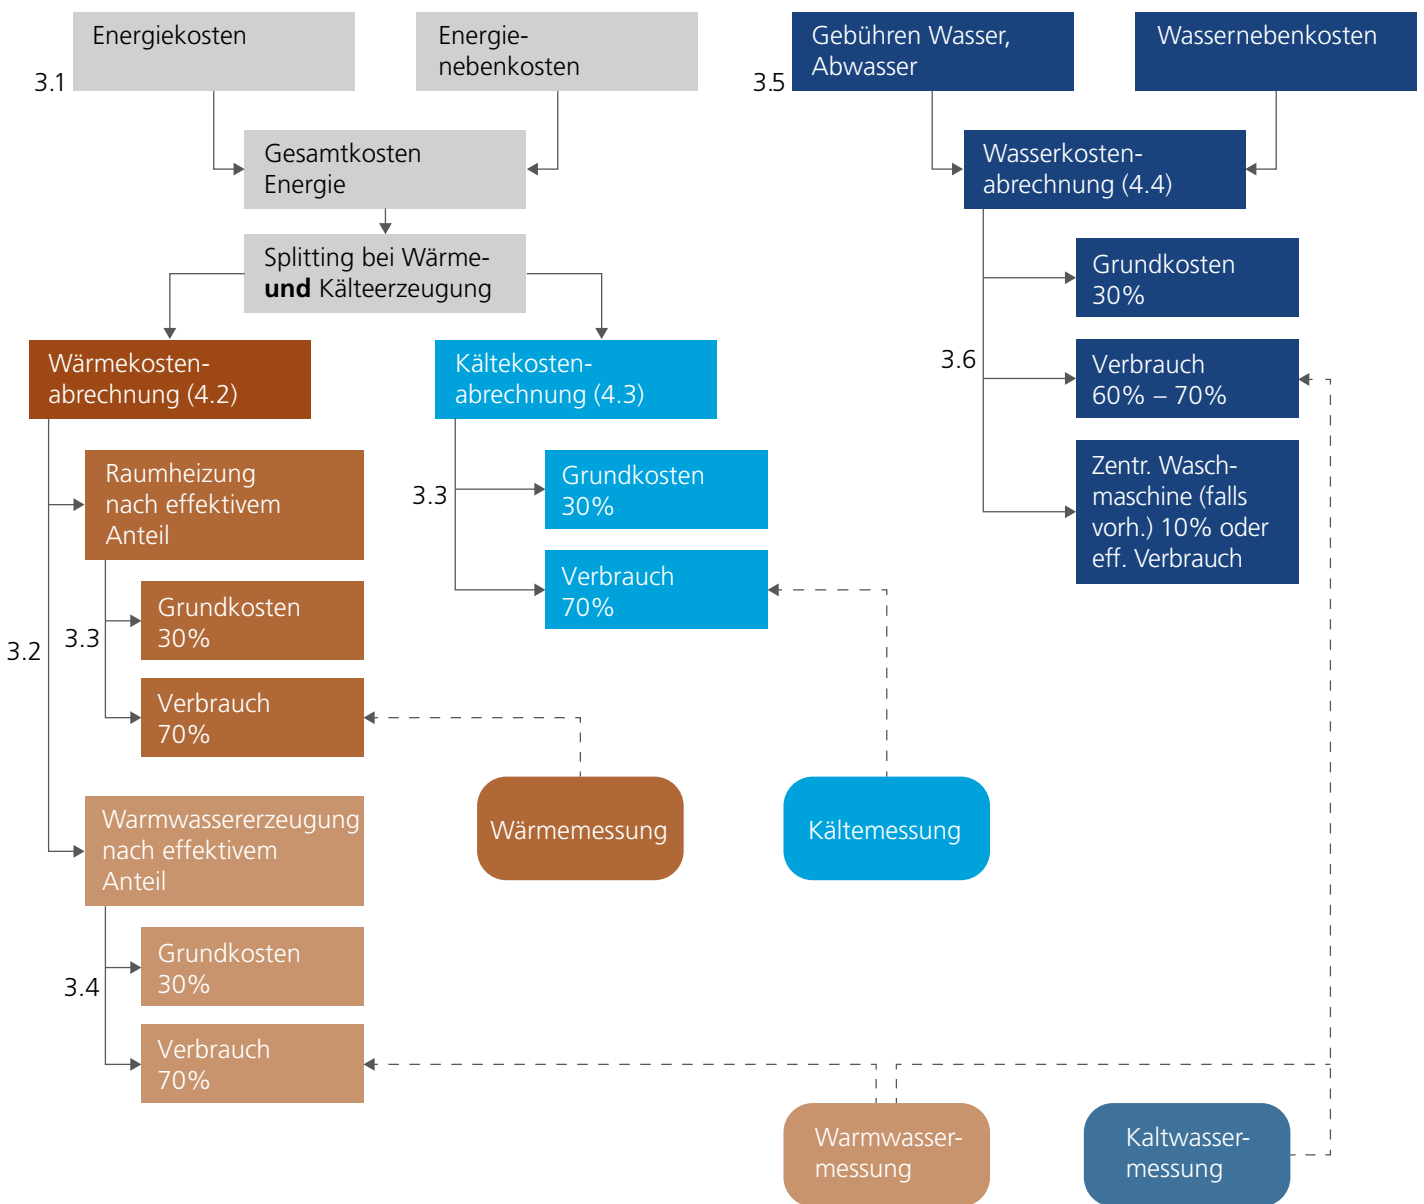 Energiekosten
Energie-
nebenkosten
3.1
Gesamtkosten
Energie
Splitting bei Wärme-
und Kälteerzeugung
Wärmekosten-
abrechnung (4.2)
3.2
Raumheizung
nach effektivem
Anteil
3.3
Grundkosten
30%
Verbrauch
70%
Warmwassererzeugung
nach effektivem
Anteil
3.4
Grundkosten
30%
Verbrauch
70%
Kältekosten-
abrechnung (4.3)
3.3
Grundkosten
30%
Verbrauch
70%
Wärmemessung
Kältemessung
Gebühren Wasser,
Abwasser
Wassernebenkosten
3.5
Wasserkosten-
abrechnung (4.4)
3.6
Grundkosten
30%
Verbrauch
60% – 70%
Zentr. Wasch-
maschine (falls
vorh.) 10% oder
eff. Verbrauch
Warmwasser-
messung
Kaltwasser-
messung